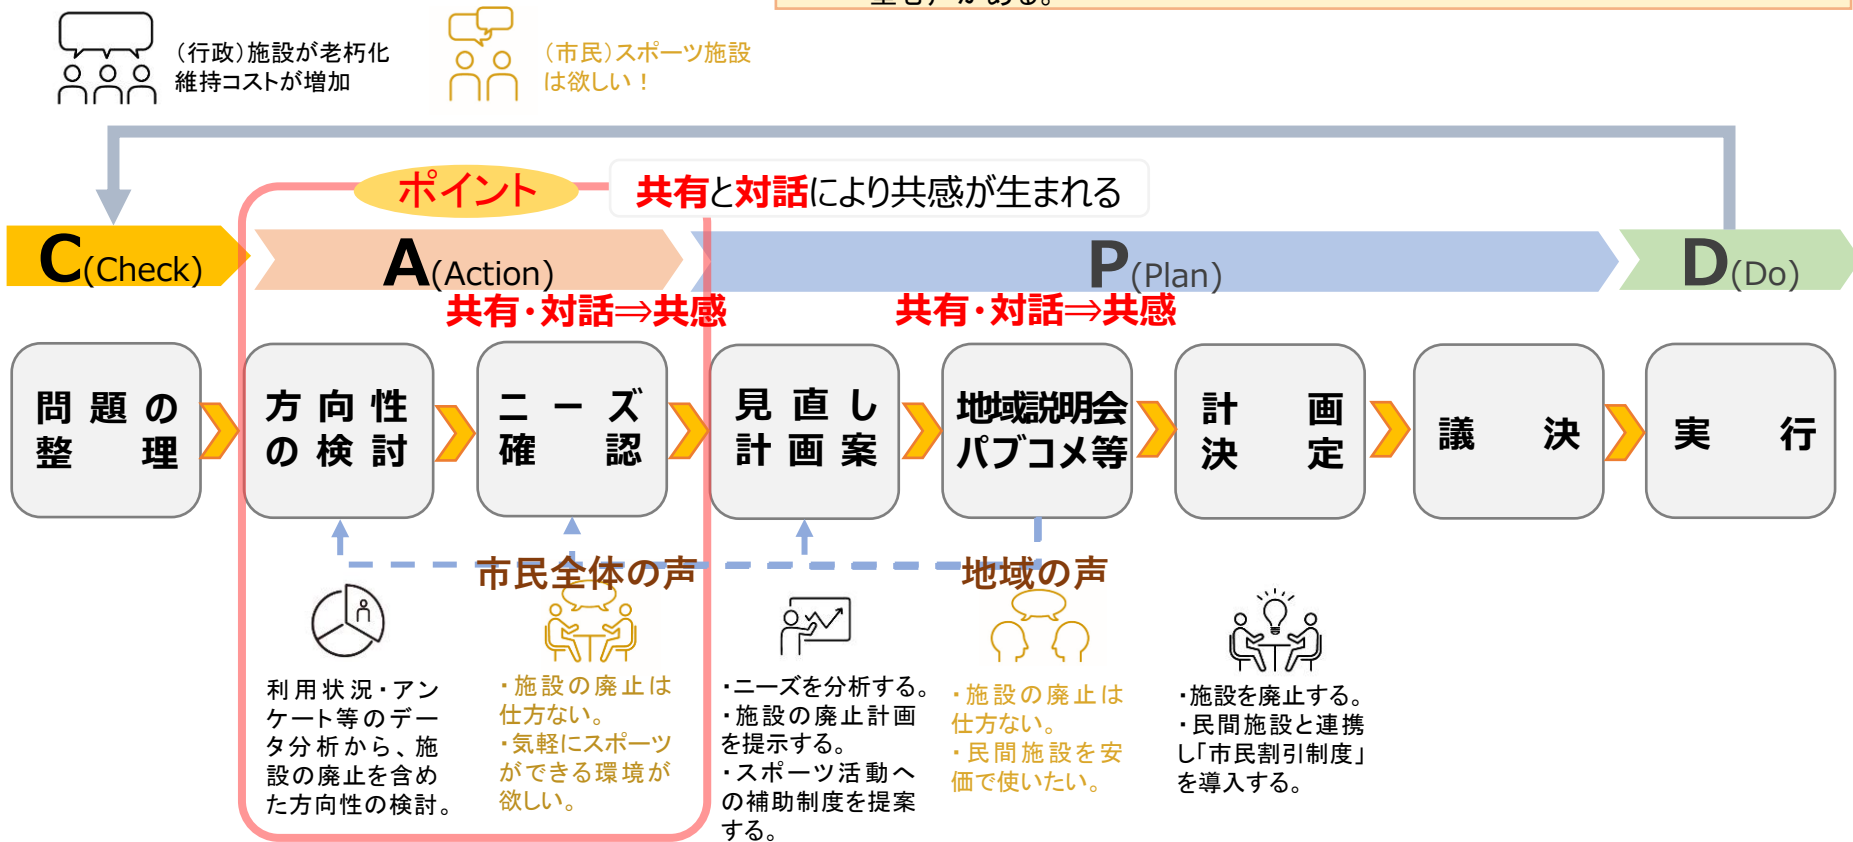 (行政)施設が老朽化
維持コストが増加
(市民)スポーツ施設
は欲しい！
がある。
ポイント
共有と対話により共感が生まれる
C(Check)
A(Action)
P(Plan)
D(Do)
共有・対話⇒共感
共有・対話⇒共感
問題の
整理
方向性
の検討
ニーズ
確認
見直し
計画案
地域説明会
パブコメ等
計画
決定
議決
実行
市民全体の声
地域の声
利用状況・アン
ケート等のデー
タ分析から、施
設の廃止を含め
た方向性の検討。
・施設の廃止は
仕方ない。
・気軽にスポーツ
ができる環境が
欲しい。
・ニーズを分析する。
・施設の廃止計画
を提示する。
・スポーツ活動へ
の補助制度を提案
する。
・施設の廃止は
仕方ない。
・民間施設を安
価で使いたい。
・施設を廃止する。
・民間施設と連携
し「市民割引制度」
を導入する。